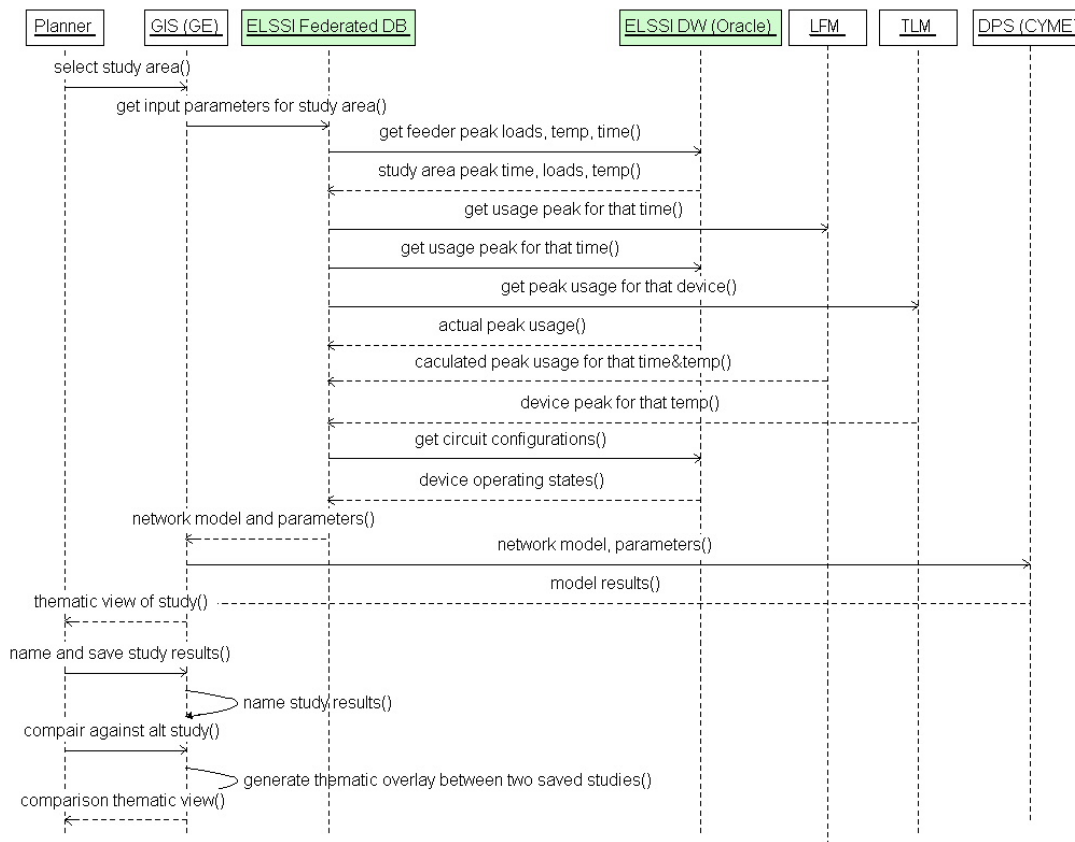 Planner
GIS (GE)
ELSSI Federated DB
ELSSI DW (Oracle)
LFM
TLM
DPS (CYME
select study area()
get input parameters for study area()
get feeder peak loads, temp, time()
study area peak time, loads, temp()
get usage peak for that time()
get usage peak for that time()
get peak usage for that device()
actual peak usage()
caculated peak usage for that time&temp()
device peak for that temp()
get circuit configurations()
device operating states()
network model and parameters()
network model, parameters()
model results()
thematic view of study()
name and save study results()
name study results()
compair against alt study()
generate thematic overlay between two saved studies()
comparison thematic view()